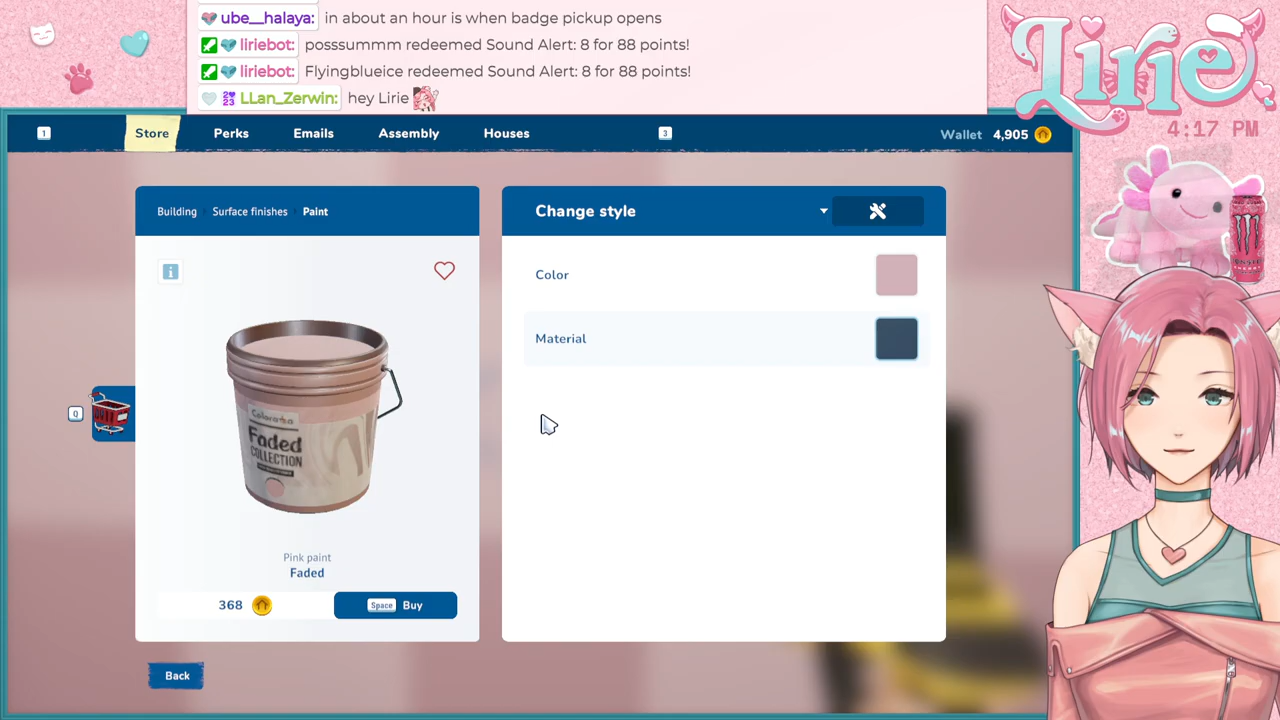 ube__halaya: in about an hour is when badge pickup opens
liriebot: posssummm redeemed Sound Alert: 8 for 88 points!
liriebot: Flyingblueice redeemed Sound Alert: 8 for 88 points!
LLan_Zerwin: hey Lirie
Lirie
4:17 PM
1 Store Perks Emails Assembly Houses 3 Wallet 4,905
Building Surface finishes Paint
Change style
Color
Material
Q
Faded
COLLECTION
Pink paint
Faded
368 Space Buy
Back